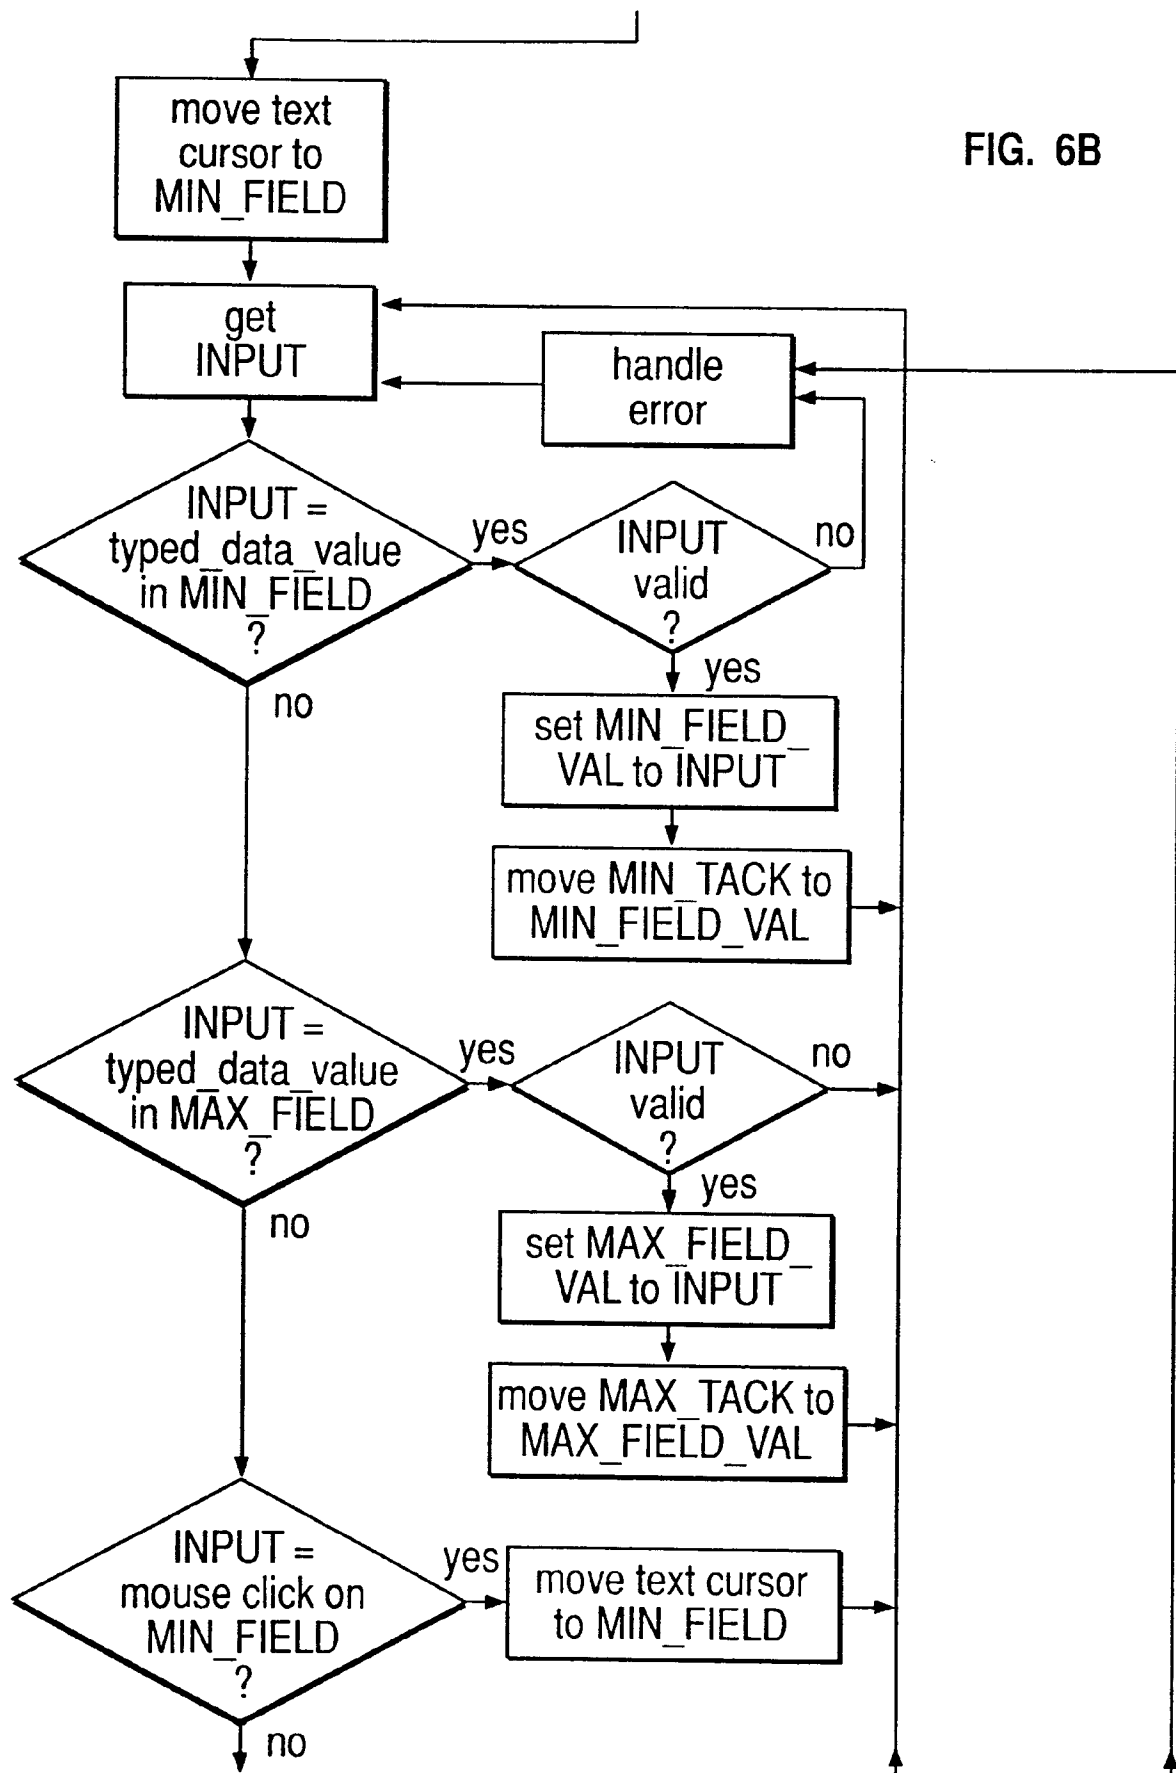 FIG. 6B
move text
cursor to
MIN_FIELD
get
INPUT
handle
error
INPUT =
typed_data_value
in MIN_FIELD
?
yes
no
INPUT
valid
?
no
yes
set MIN_FIELD_
VAL to INPUT
move MIN_TACK to
MIN_FIELD_VAL
INPUT =
typed_data_value
in MAX_FIELD
?
yes
no
INPUT
valid
?
no
yes
set MAX_FIELD_
VAL to INPUT
move MAX_TACK to
MAX_FIELD_VAL
INPUT =
mouse click on
MIN_FIELD
?
yes
no
move text cursor
to MIN_FIELD